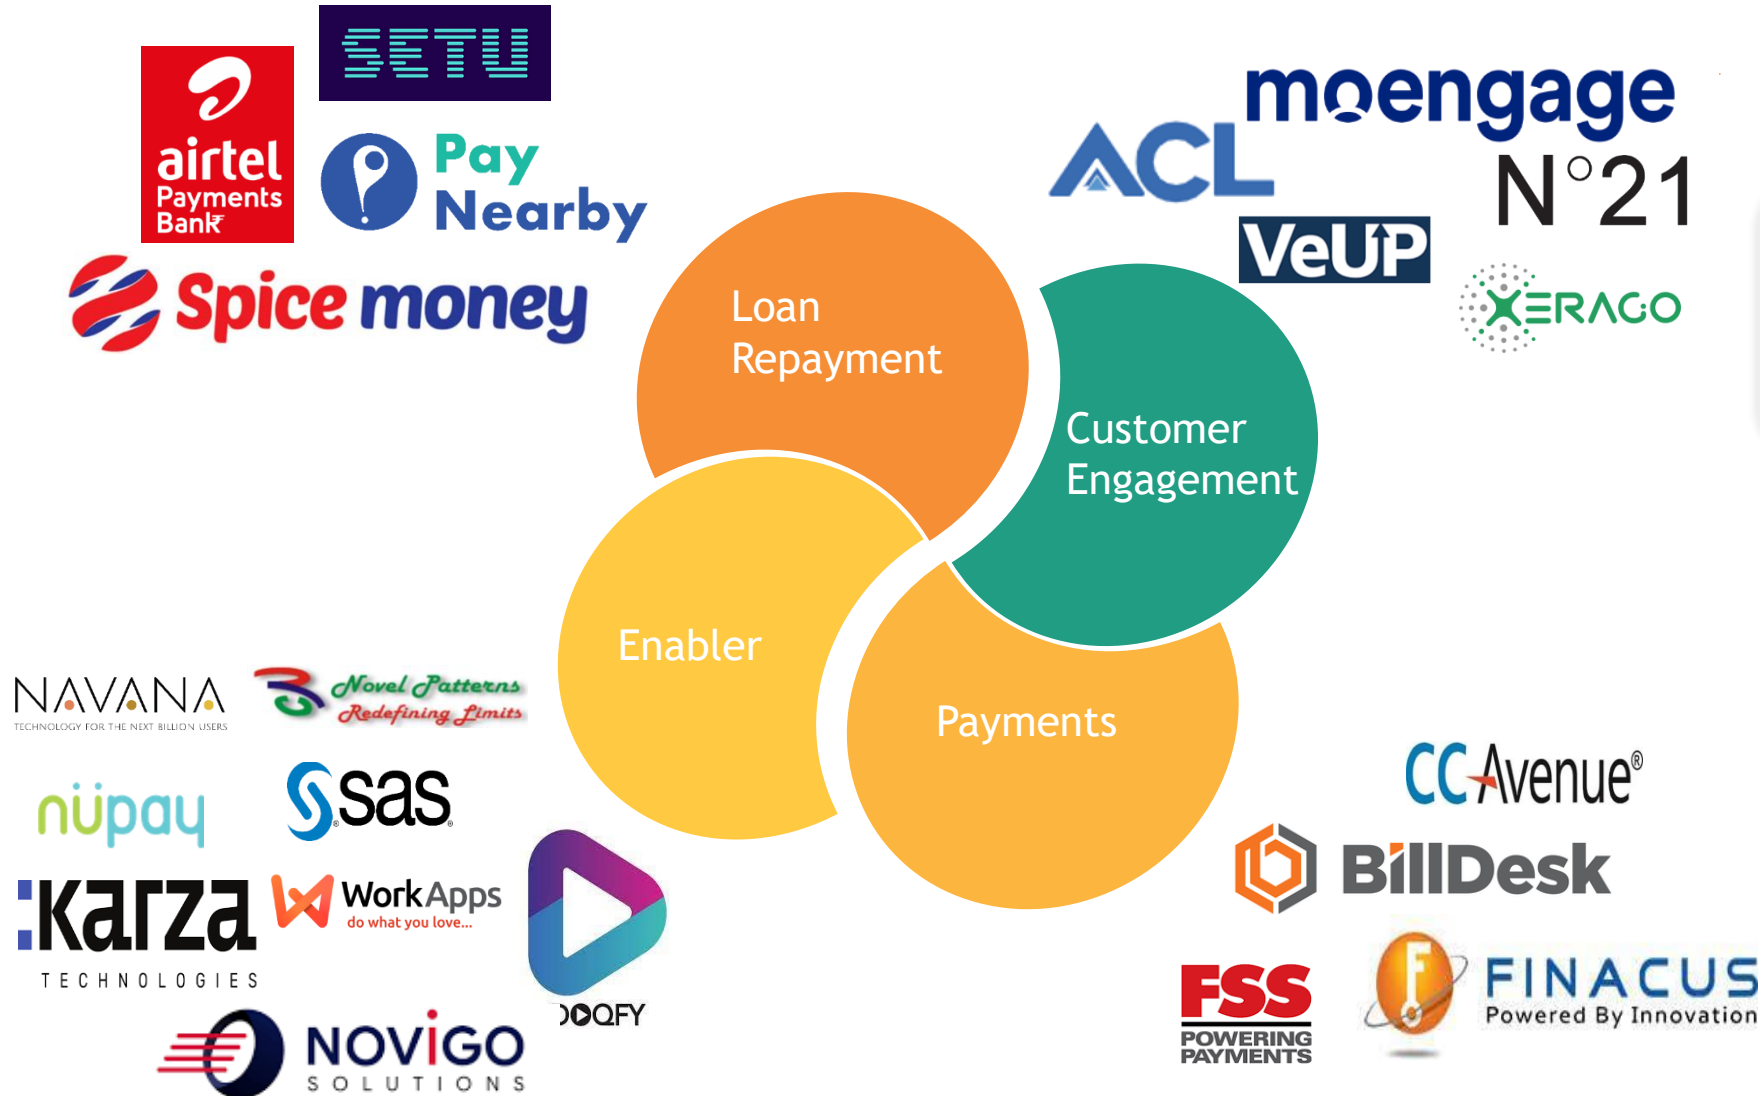 SETU
airtel
Payments
Bank
Pay
Nearby
Spice money
moengage
ACL
N°21
VeUP
XERAGO
Loan
Repayment
Customer
Engagement
Enabler
Payments
NAVANA
TECHNOLOGY FOR THE NEXT BILLION USERS
Novel Patterns
Redefining Limits
nüpay
sas
Karza
TECHNOLOGIES
WorkApps
do what you love...
DOQFY
NOViGO
SOLUTIONS
CCAvenue®
BillDesk
FSS
POWERING
PAYMENTS
FINACUS
Powered By Innovation